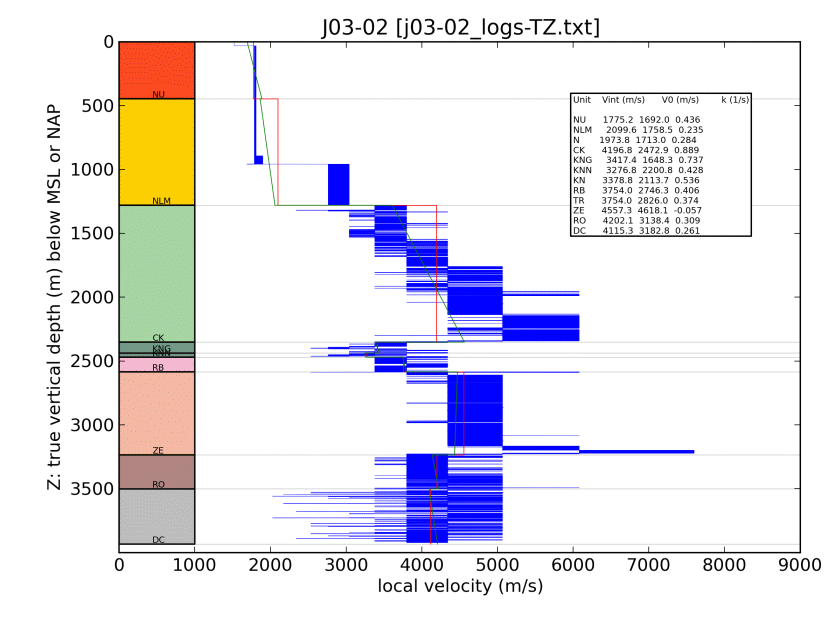 J03-02 [j03-02_logs-TZ.txt]
Z: true vertical depth (m) below MSL or NAP
0
500
1000
1500
2000
2500
3000
3500
NU
NLM
CK
KNG
KNN
RB
ZE
RO
DC
Unit Vint (m/s) V0 (m/s) k (1/s)
NU 1775.2 1692.0 0.436
NLM 2099.6 1758.5 0.235
N 1973.8 1713.0 0.284
CK 4196.8 2472.9 0.889
KNG 3417.4 1648.3 0.737
KNN 3276.8 2200.8 0.428
KN 3378.8 2113.7 0.536
RB 3754.0 2746.3 0.406
TR 3754.0 2826.0 0.374
ZE 4557.3 4618.1 -0.057
RO 4202.1 3138.4 0.309
DC 4115.3 3182.8 0.261
0 1000 2000 3000 4000 5000 6000 7000 8000 9000
local velocity (m/s)